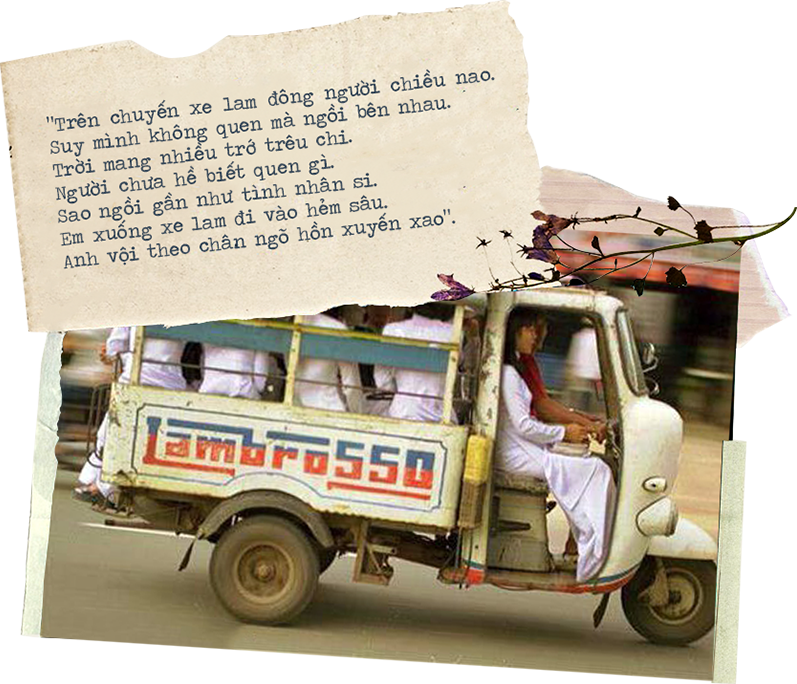 "Trên chuyến xe lam đông người chiều nao.
Suy mình không quen mà ngồi bên nhau.
Trời mang nhiều trớ trêu chi.
Người chưa hề biết quen gì.
Sao ngồi gần như tình nhân si.
Em xuống xe lam đi vào hẻm sâu.
Anh vội theo chân ngõ hồn xuyến xao".
Lambro550